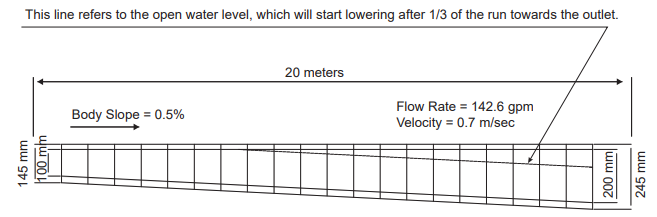 This line refers to the open water level, which will start lowering after 1/3 of the run towards the outlet.
20 meters
Body Slope = 0.5%
Flow Rate = 142.6 gpm
Velocity = 0.7 m/sec
145 mm
100 mm
200 mm
245 mm